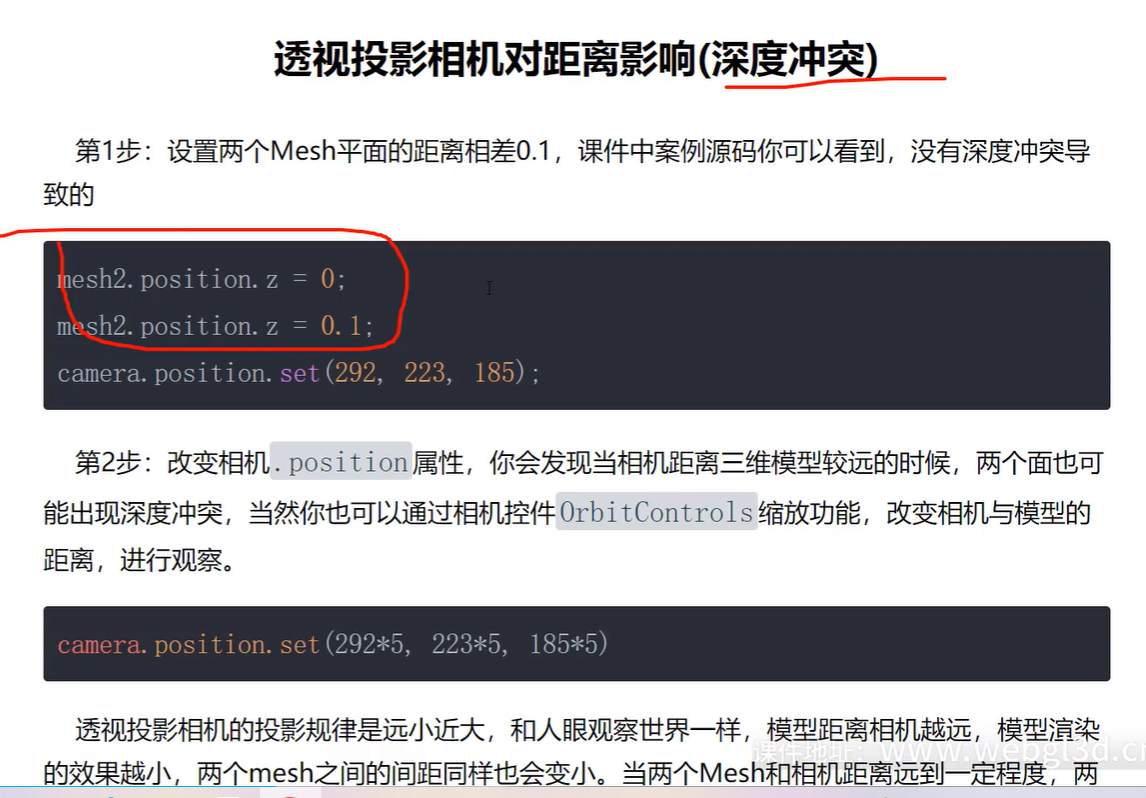 透视投影相机对距离影响(深度冲突)
第1步：设置两个Mesh平面的距离相差0.1，课件中案例源码你可以看到，没有深度冲突导
致的
mesh2.position.z = 0;
mesh2.position.z = 0.1;
camera.position.set(292, 223, 185);
第2步：改变相机.position属性，你会发现当相机距离三维模型较远的时候，两个面也可
能出现深度冲突，当然你也可以通过相机控件OrbitControls缩放功能，改变相机与模型的
距离，进行观察。
camera.position.set(292*5, 223*5, 185*5)
透视投影相机的投影规律是远小近大，和人眼观察世界一样，模型距离相机越远，模型渲染
课件地址：www.webgl3d.cn
的效果越小，两个mesh之间的间距同样也会变小。当两个Mesh和相机距离远到一定程度，两